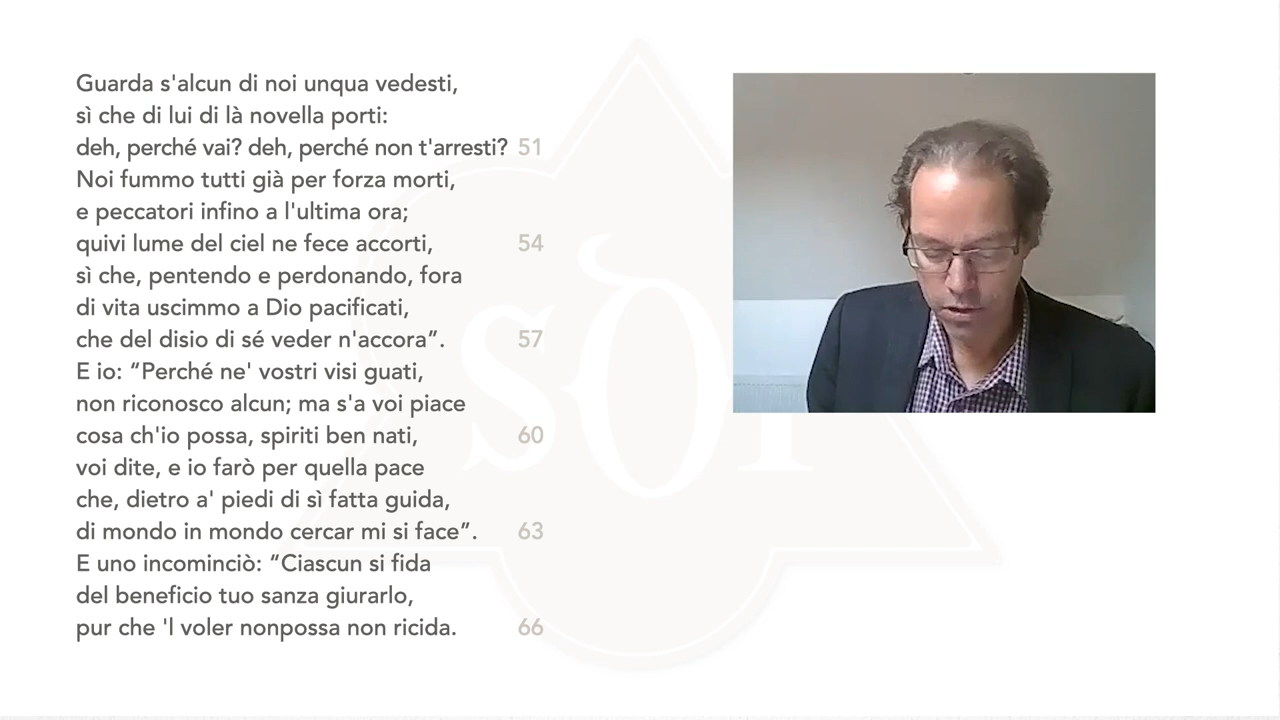 Guarda s'alcun di noi unqua vedesti,
sì che di lui di là novella porti:
deh, perché vai? deh, perché non t'arresti? 51
Noi fummo tutti già per forza morti,
e peccatori infino a l'ultima ora;
quivi lume del ciel ne fece accorti, 54
sì che, pentendo e perdonando, fora
di vita uscimmo a Dio pacificati,
che del disio di sé veder n'accora”. 57
E io: “Perché ne' vostri visi guati,
non riconosco alcun; ma s'a voi piace
cosa ch'io possa, spiriti ben nati, 60
voi dite, e io farò per quella pace
che, dietro a' piedi di sì fatta guida,
di mondo in mondo cercar mi si face”. 63
E uno incominciò: “Ciascun si fida
del beneficio tuo sanza giurarlo,
pur che 'l voler nonpossa non ricida. 66